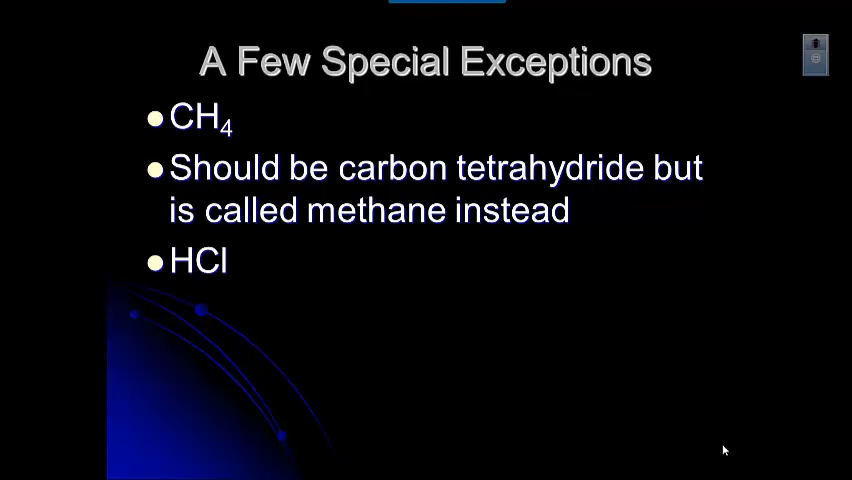 A Few Special Exceptions
CH₄
Should be carbon tetrahydride but
is called methane instead
HCl